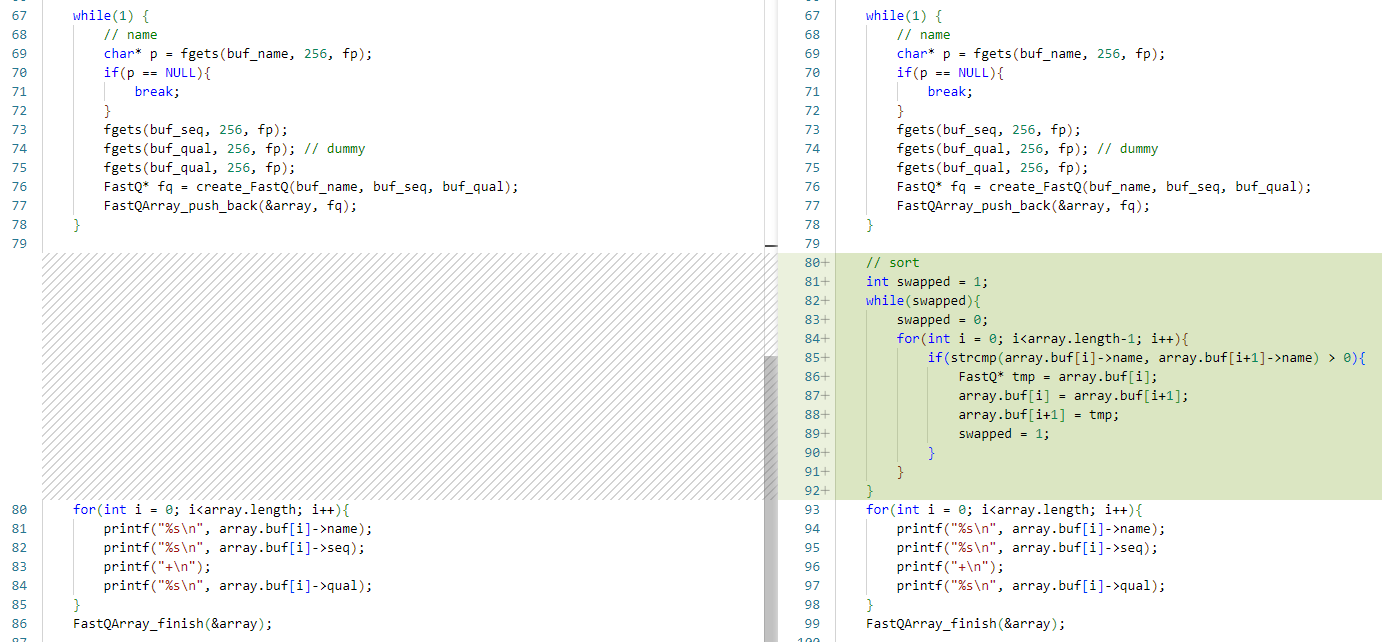 67 while(1) {
68 // name
69 char* p = fgets(buf_name, 256, fp);
70 if(p == NULL){
71 break;
72 }
73 fgets(buf_seq, 256, fp);
74 fgets(buf_qual, 256, fp); // dummy
75 fgets(buf_qual, 256, fp);
76 FastQ* fq = create_FastQ(buf_name, buf_seq, buf_qual);
77 FastQArray_push_back(&array, fq);
78 }
79
80 for(int i = 0; i<array.length; i++){
81 printf("%s\n", array.buf[i]->name);
82 printf("%s\n", array.buf[i]->seq);
83 printf("+\n");
84 printf("%s\n", array.buf[i]->qual);
85 }
86 FastQArray_finish(&array);
67 while(1) {
68 // name
69 char* p = fgets(buf_name, 256, fp);
70 if(p == NULL){
71 break;
72 }
73 fgets(buf_seq, 256, fp);
74 fgets(buf_qual, 256, fp); // dummy
75 fgets(buf_qual, 256, fp);
76 FastQ* fq = create_FastQ(buf_name, buf_seq, buf_qual);
77 FastQArray_push_back(&array, fq);
78 }
79
80+ // sort
81+ int swapped = 1;
82+ while(swapped){
83+ swapped = 0;
84+ for(int i = 0; i<array.length-1; i++){
85+ if(strcmp(array.buf[i]->name, array.buf[i+1]->name) > 0){
86+ FastQ* tmp = array.buf[i];
87+ array.buf[i] = array.buf[i+1];
88+ array.buf[i+1] = tmp;
89+ swapped = 1;
90+ }
91+ }
92+ }
93 for(int i = 0; i<array.length; i++){
94 printf("%s\n", array.buf[i]->name);
95 printf("%s\n", array.buf[i]->seq);
96 printf("+\n");
97 printf("%s\n", array.buf[i]->qual);
98 }
99 FastQArray_finish(&array);